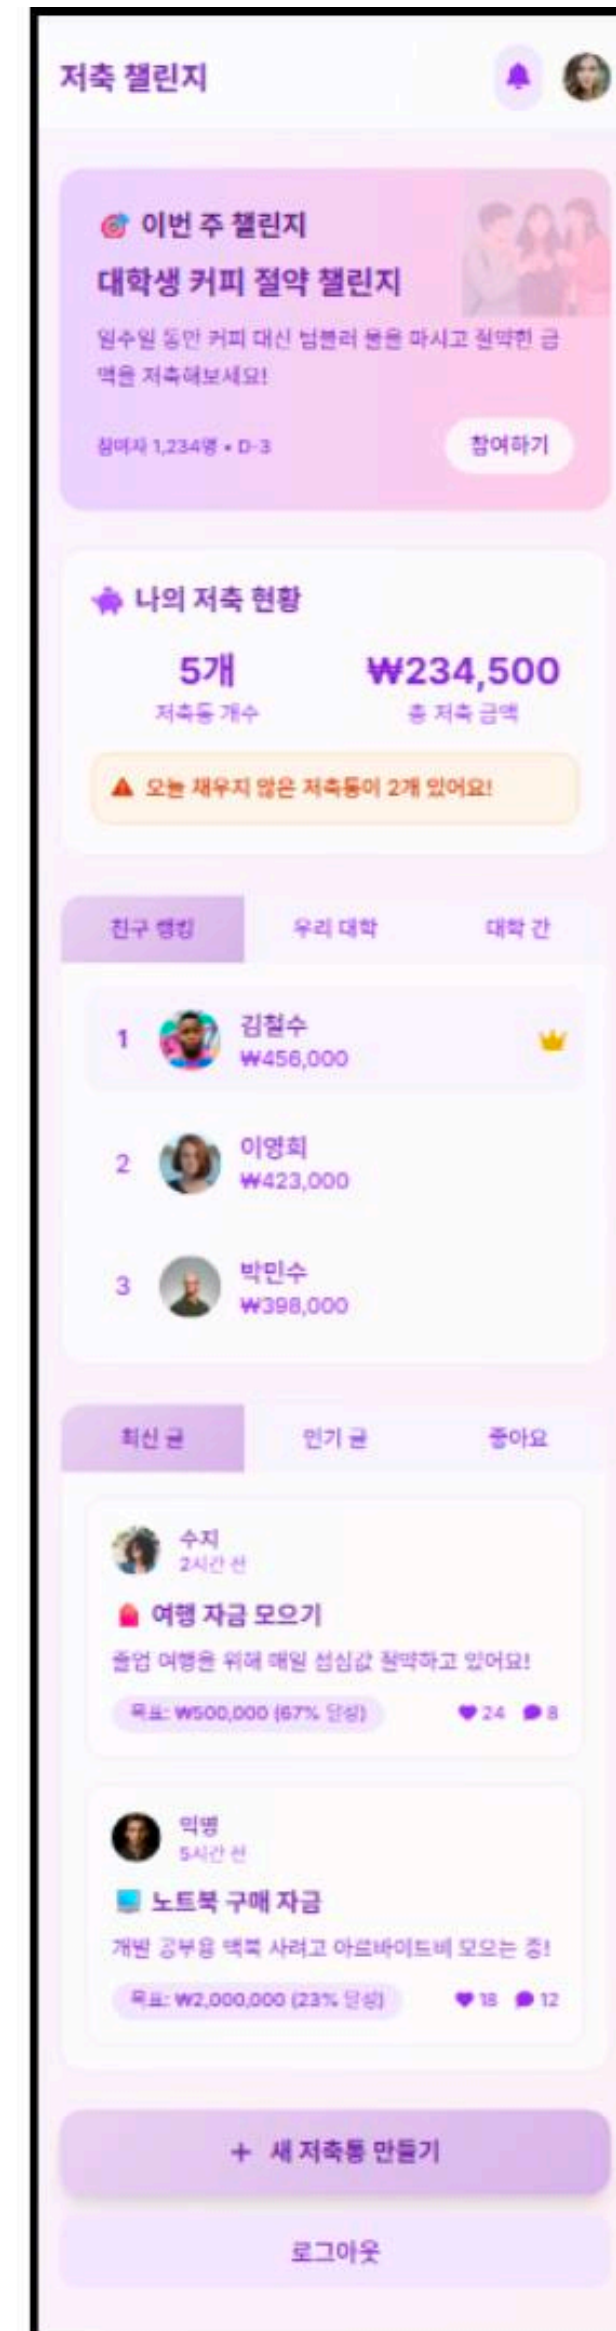 저축 챌린지
이번 주 챌린지
대학생 커피 절약 챌린지
일주일 동안 커피 대신 텀블러 물을 마시고 절약한 금
액을 저축해보세요!
참여자 1,234명 • D-3
참여하기
나의 저축 현황
5개
₩234,500
저축통 개수
총 저축 금액
오늘 채우지 않은 저축통이 2개 있어요!
친구 랭킹
우리 대학
대학 간
1
김철수
₩456,000
2
이영희
₩423,000
3
박민수
₩398,000
최신 글
인기 글
좋아요
수지
2시간 전
여행 자금 모으기
졸업 여행을 위해 매일 점심값 절약하고 있어요!
목표: ₩500,000 (67% 달성)
24
8
익명
5시간 전
노트북 구매 자금
개발 공부용 맥북 사려고 아르바이트비 모으는 중!
목표: ₩2,000,000 (23% 달성)
18
12
+ 새 저축통 만들기
로그아웃